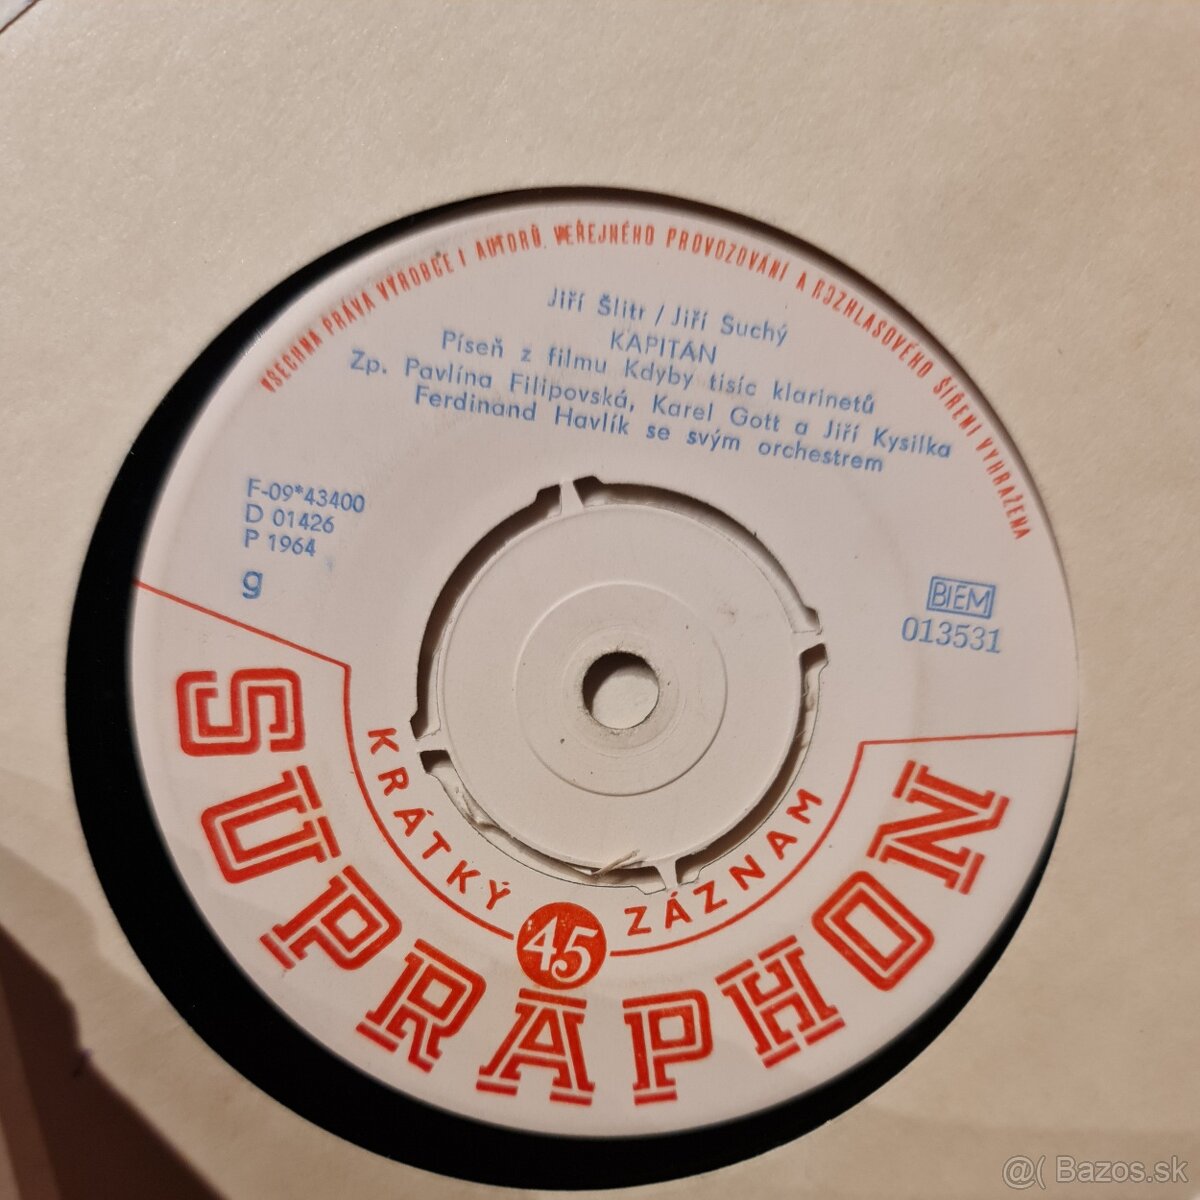 VŠECHNA PRÁVA VÝROBCE I AUTORŮ, VEŘEJNÉHO PROVOZOVÁNÍ A ROZHLASOVÉHO ŠÍŘENÍ VYHRAŽENA
Jiří Šlitr / Jiří Suchý
KAPITÁN
Píseň z filmu Kdyby tisíc klarinetů
Zp. Pavlína Filipovská, Karel Gott a Jiří Kysilka
Ferdinand Havlík se svým orchestrem
F-09*43400
D 01426
P 1964
g
BIEM
013531
KRÁTKÝ 45 ZÁZNAM
SUPRAPHON
@( Bazos.sk